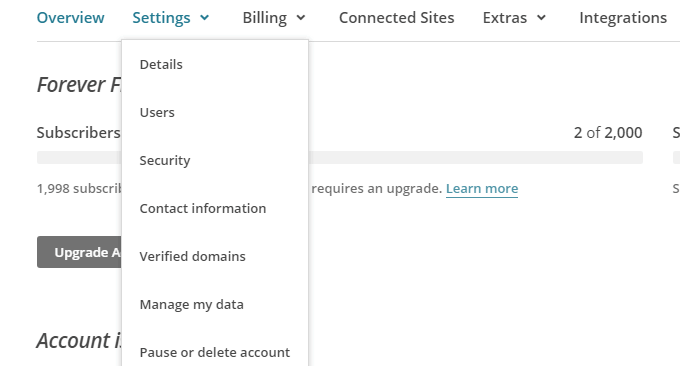 Overview Settings Billing Connected Sites Extras Integrations
Details
Forever F
Users
Subscribers 2 of 2,000 S
Security
1,998 subscrib requires an upgrade. Learn more S
Contact information
Upgrade A Verified domains
Manage my data
Account i
Pause or delete account